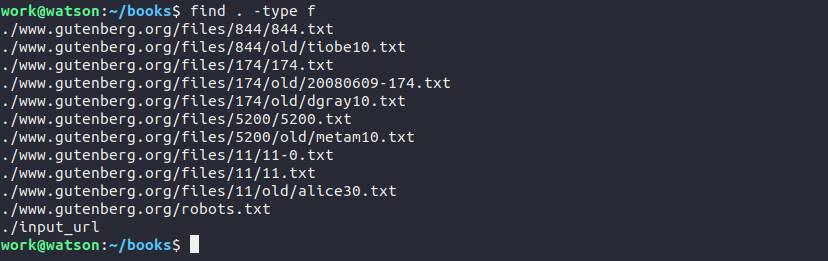 work@watson:~/books$ find . -type f
./www.gutenberg.org/files/844/844.txt
./www.gutenberg.org/files/844/old/tiobe10.txt
./www.gutenberg.org/files/174/174.txt
./www.gutenberg.org/files/174/old/20080609-174.txt
./www.gutenberg.org/files/174/old/dgray10.txt
./www.gutenberg.org/files/5200/5200.txt
./www.gutenberg.org/files/5200/old/metam10.txt
./www.gutenberg.org/files/11/11-0.txt
./www.gutenberg.org/files/11/11.txt
./www.gutenberg.org/files/11/old/alice30.txt
./www.gutenberg.org/robots.txt
./input_url
work@watson:~/books$